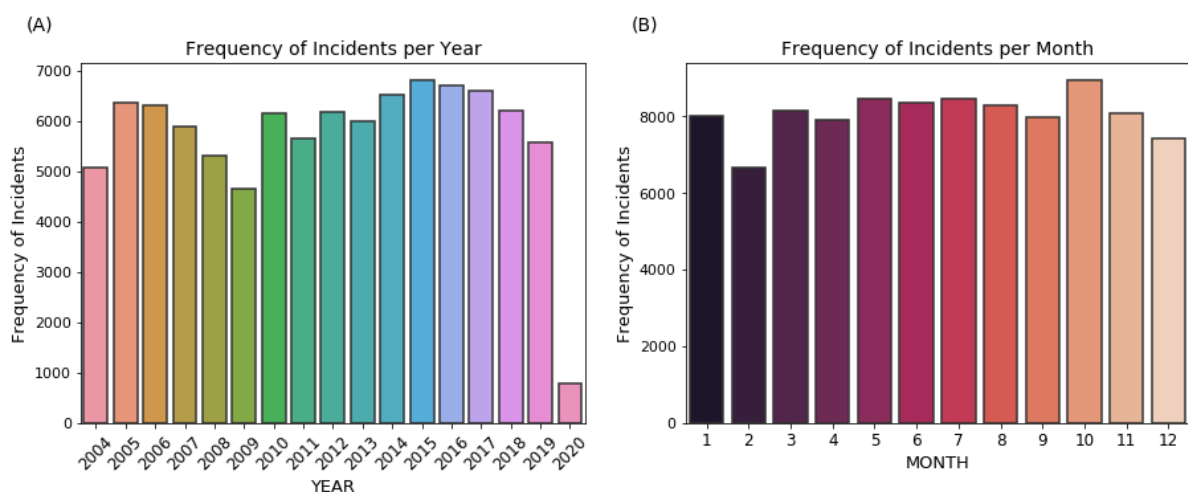 (A)
Frequency of Incidents per Year
Frequency of Incidents
7000
6000
5000
4000
3000
2000
1000
0
2004 2005 2006 2007 2008 2009 2010 2011 2012 2013 2014 2015 2016 2017 2018 2019 2020
YEAR
(B)
Frequency of Incidents per Month
Frequency of Incidents
8000
6000
4000
2000
0
1 2 3 4 5 6 7 8 9 10 11 12
MONTH